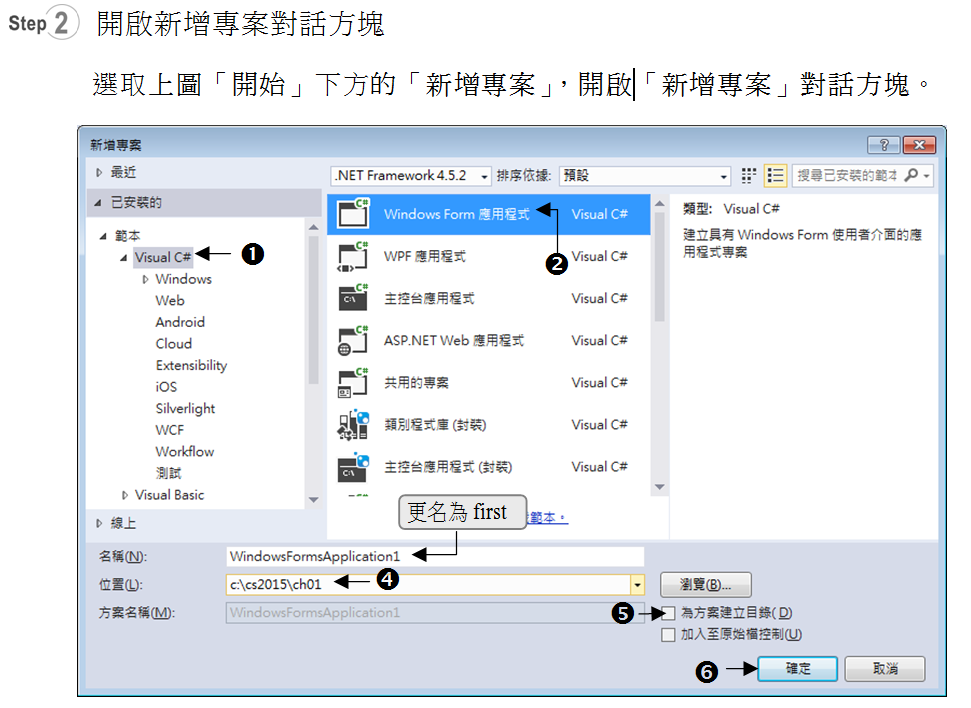 Step 2 開啟新增專案對話方塊
選取上圖「開始」下方的「新增專案」，開啟「新增專案」對話方塊。
新增專案
最近
.NET Framework 4.5.2 排序依據: 預設 搜尋已安裝的範本
已安裝的
範本
Visual C# ❶
Windows
Web
Android
Cloud
Extensibility
iOS
Silverlight
WCF
Workflow
測試
Visual Basic
線上
Windows Form 應用程式 Visual C#
❷
WPF 應用程式 Visual C#
主控台應用程式 Visual C#
ASP.NET Web 應用程式 Visual C#
共用的專案 Visual C#
類別程式庫 (封裝) Visual C#
主控台應用程式 (封裝) Visual C#
範本。
類型: Visual C#
建立具有 Windows Form 使用者介面的應
用程式專案
更名為 first
名稱(N): WindowsFormsApplication1
位置(L): c:\cs2015\ch01 ❹ 瀏覽(B)...
方案名稱(M): WindowsFormsApplication1 ❺ 為方案建立目錄(D)
加入至原始檔控制(U)
❻ 確定 取消